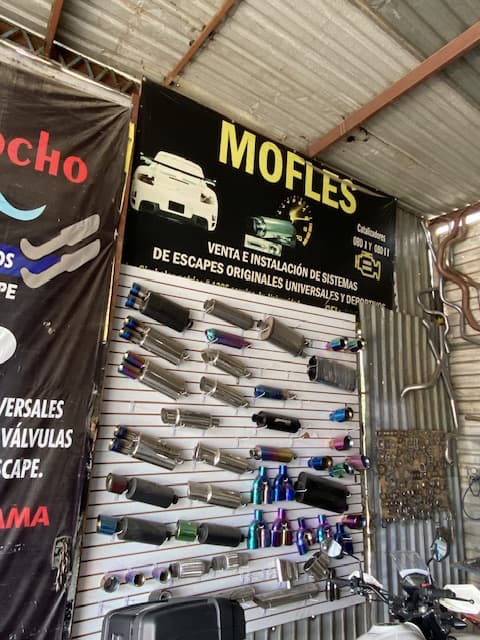 OCHO
OS
PE
VERSALES
VÁLVULAS
SCAPE.
AMA
MOFLES
Catalizadores
OBD I Y OBD II
VENTA E INSTALACIÓN DE SISTEMAS
DE ESCAPES ORIGINALES UNIVERSALES Y DEPORTIVOS